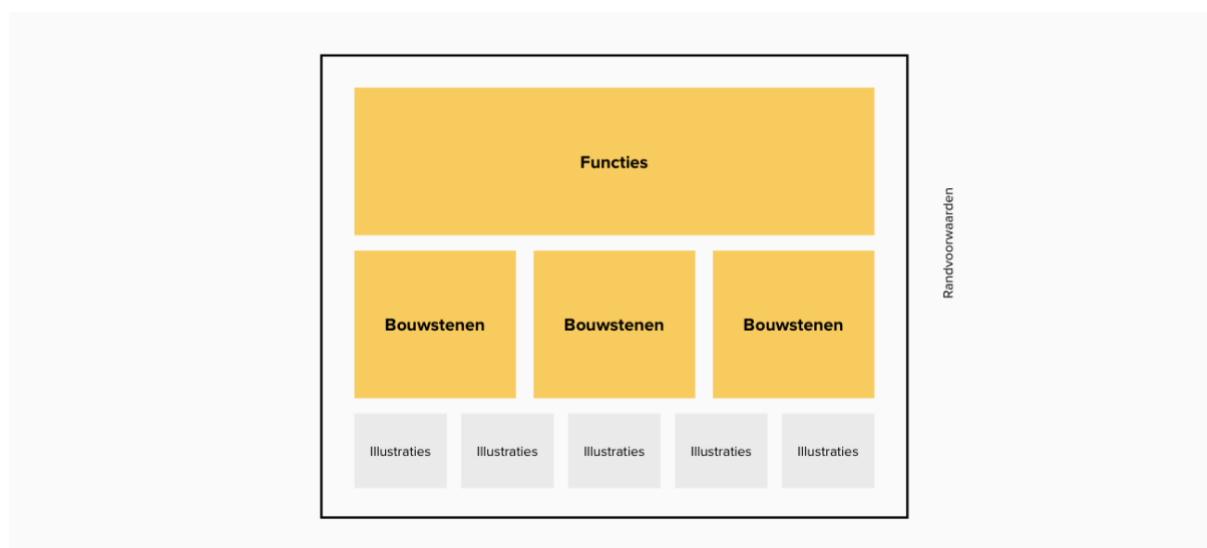 Functies
Randvoorwaarden
Bouwstenen
Bouwstenen
Bouwstenen
Illustraties
Illustraties
Illustraties
Illustraties
Illustraties